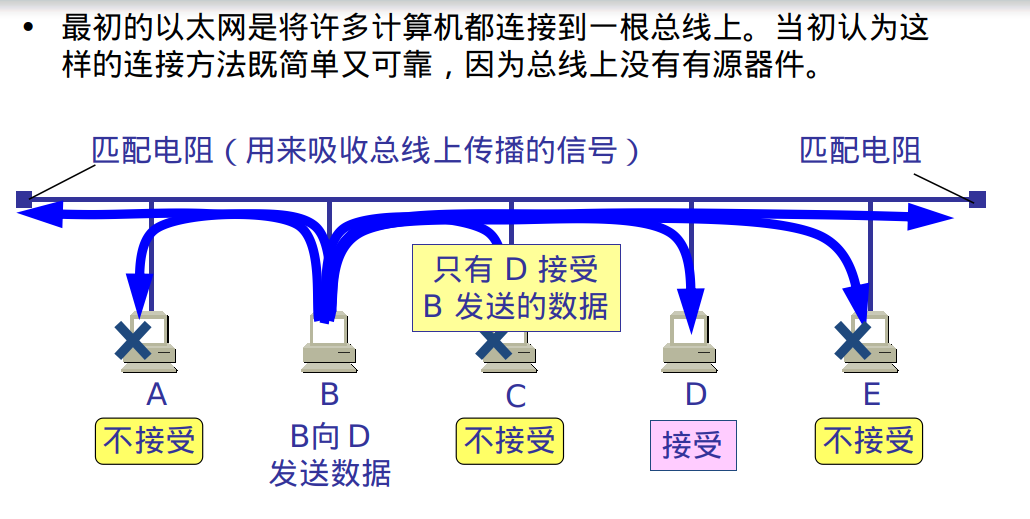 • 最初的以太网是将许多计算机都连接到一根总线上。当初认为这
样的连接方法既简单又可靠，因为总线上没有有源器件。
匹配电阻（用来吸收总线上传播的信号）
匹配电阻
只有 D 接受
B 发送的数据
A
B
C
D
E
不接受
B向 D
发送数据
不接受
接受
不接受